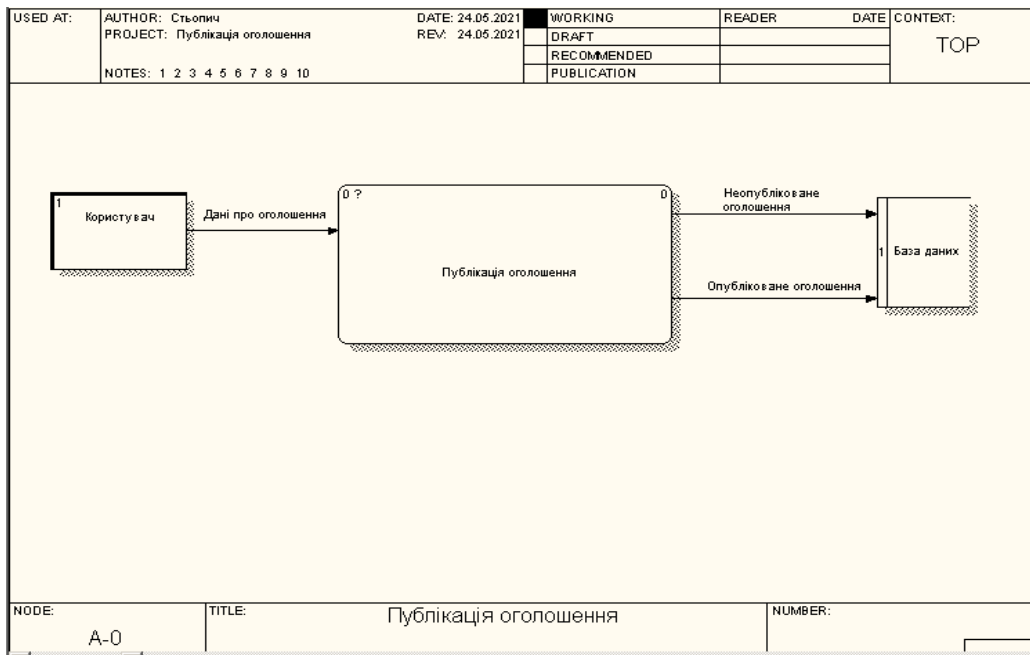 USED AT:
AUTHOR: Стьопич
DATE: 24.05.2021
PROJECT: Публікація оголошення
REV: 24.05.2021
NOTES: 1 2 3 4 5 6 7 8 9 10
WORKING
DRAFT
RECOMMENDED
PUBLICATION
READER
DATE
CONTEXT:
TOP
1
Користувач
Дані про оголошення
0 ?
0
Публікація оголошення
Неопубліковане
оголошення
Опубліковане оголошення
1
База даних
NODE:
A-0
TITLE:
Публікація оголошення
NUMBER: